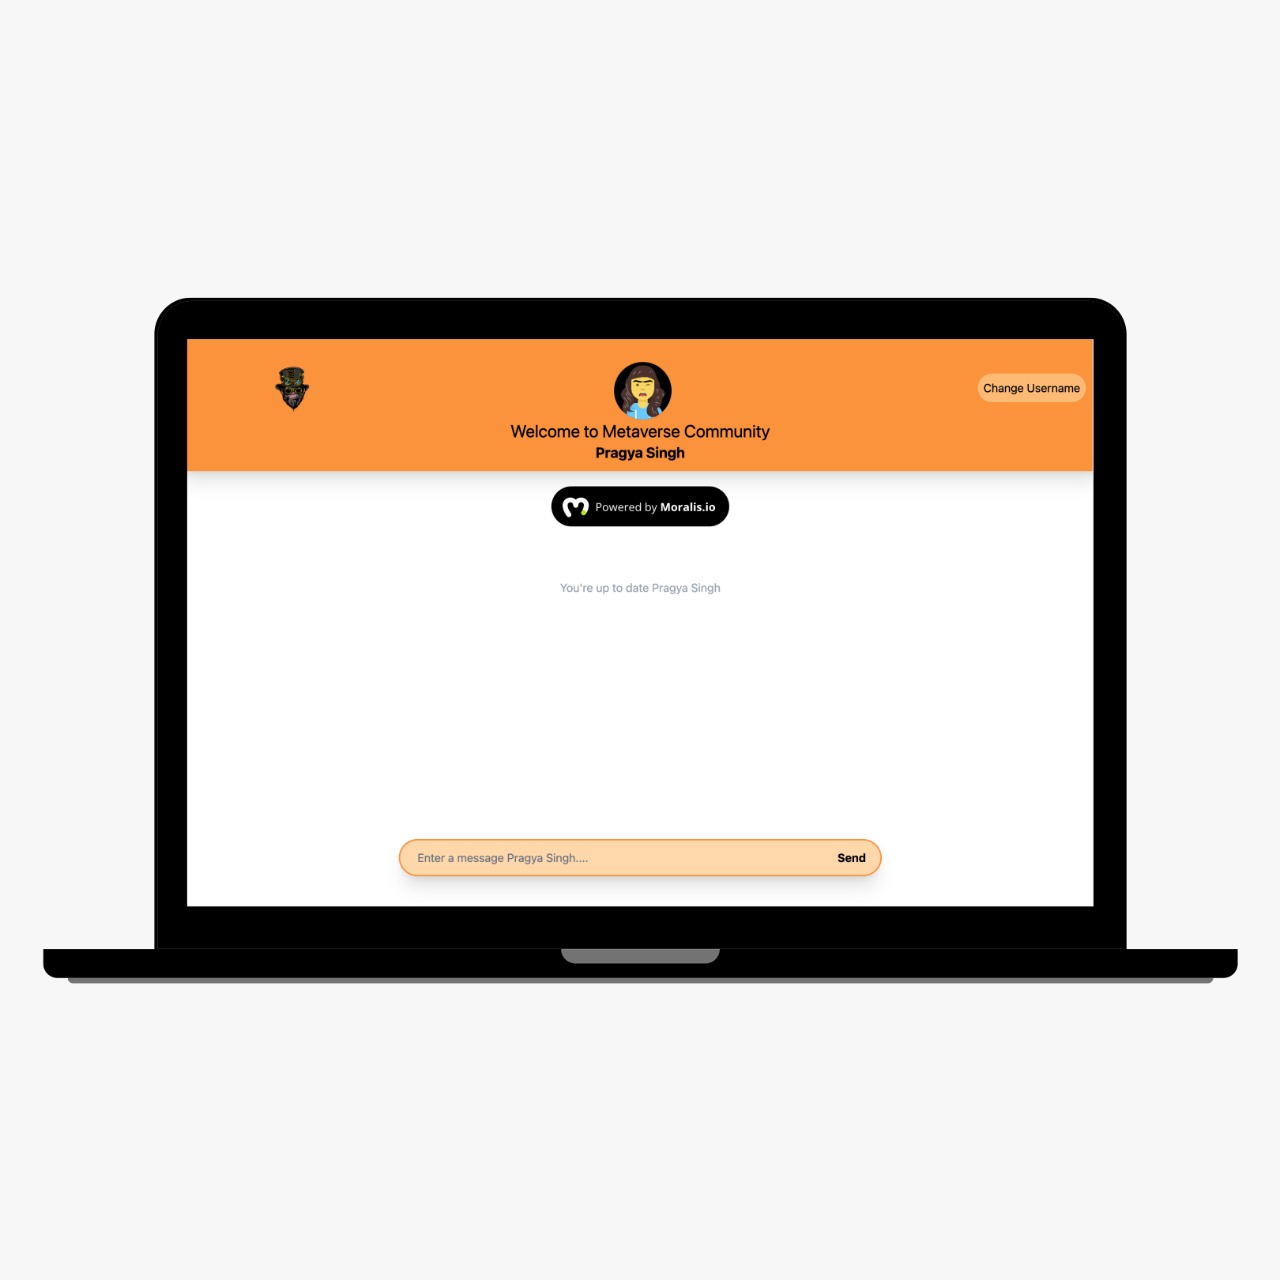 Change Username
Welcome to Metaverse Community
Pragya Singh
Powered by Moralis.io
You're up to date Pragya Singh
Enter a message Pragya Singh....
Send